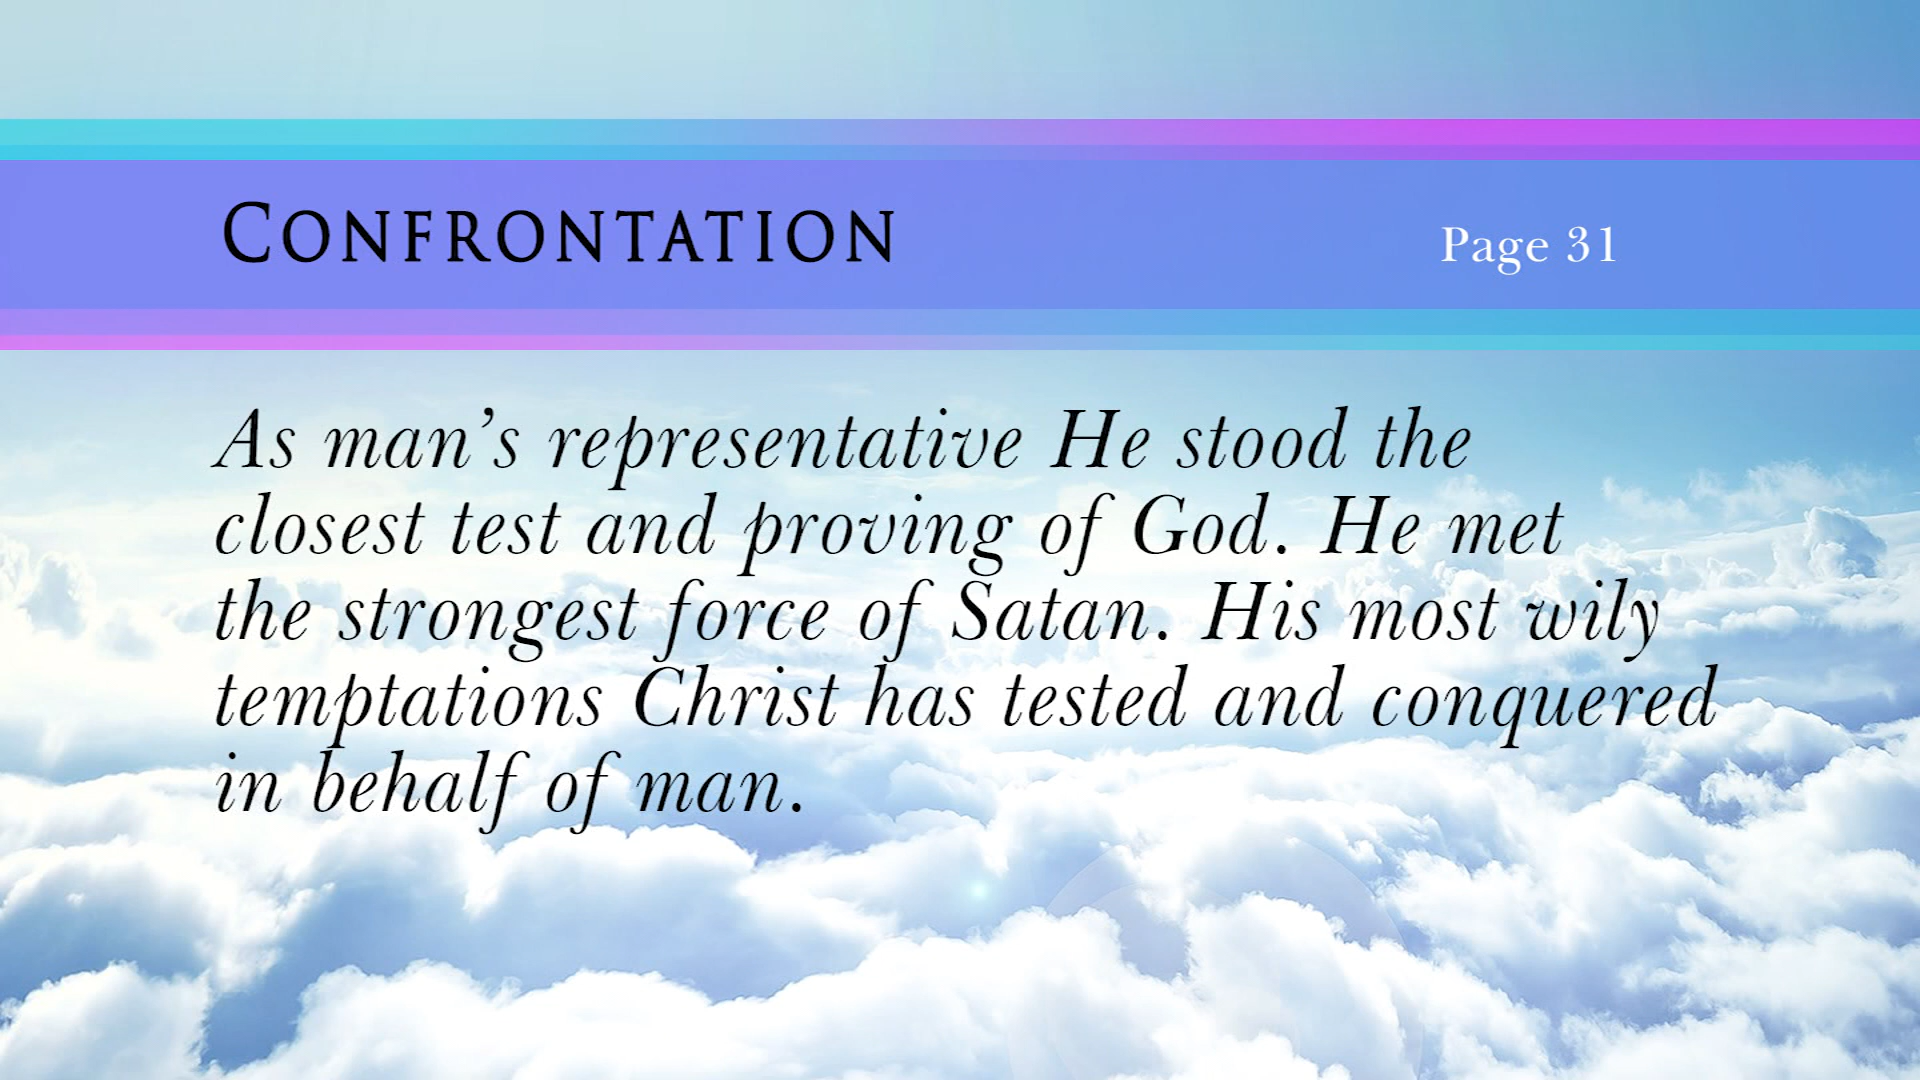 CONFRONTATION
Page 31
As man’s representative He stood the
closest test and proving of God. He met
the strongest force of Satan. His most wily
temptations Christ has tested and conquered
in behalf of man.